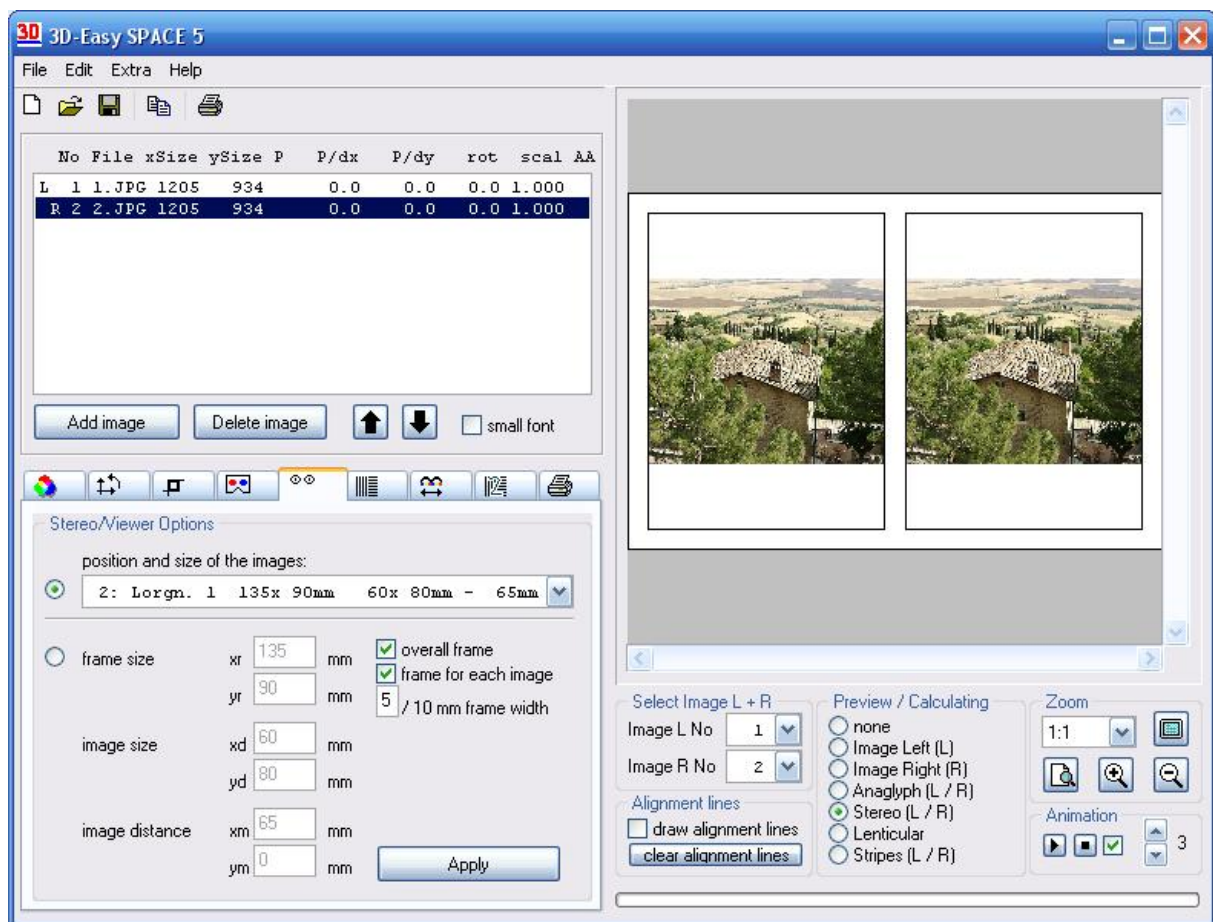 3D 3D-Easy SPACE 5
File Edit Extra Help
No File xSize ySize P P/dx P/dy rot scal AA
L 1 1.JPG 1205 934 0.0 0.0 0.0 1.000
R 2 2.JPG 1205 934 0.0 0.0 0.0 1.000
Add image Delete image small font
Stereo/Viewer Options
position and size of the images:
2: Lorgn. 1 135x 90mm 60x 80mm - 65mm
frame size xr 135 mm
yr 90 mm
overall frame
frame for each image
5 / 10 mm frame width
image size xd 60 mm
yd 80 mm
image distance xm 65 mm
ym 0 mm
Apply
Select Image L + R
Image L No 1
Image R No 2
Alignment lines
draw alignment lines
clear alignment lines
Preview / Calculating
none
Image Left (L)
Image Right (R)
Anaglyph (L / R)
Stereo (L / R)
Lenticular
Stripes (L / R)
Zoom
1:1
Animation
3